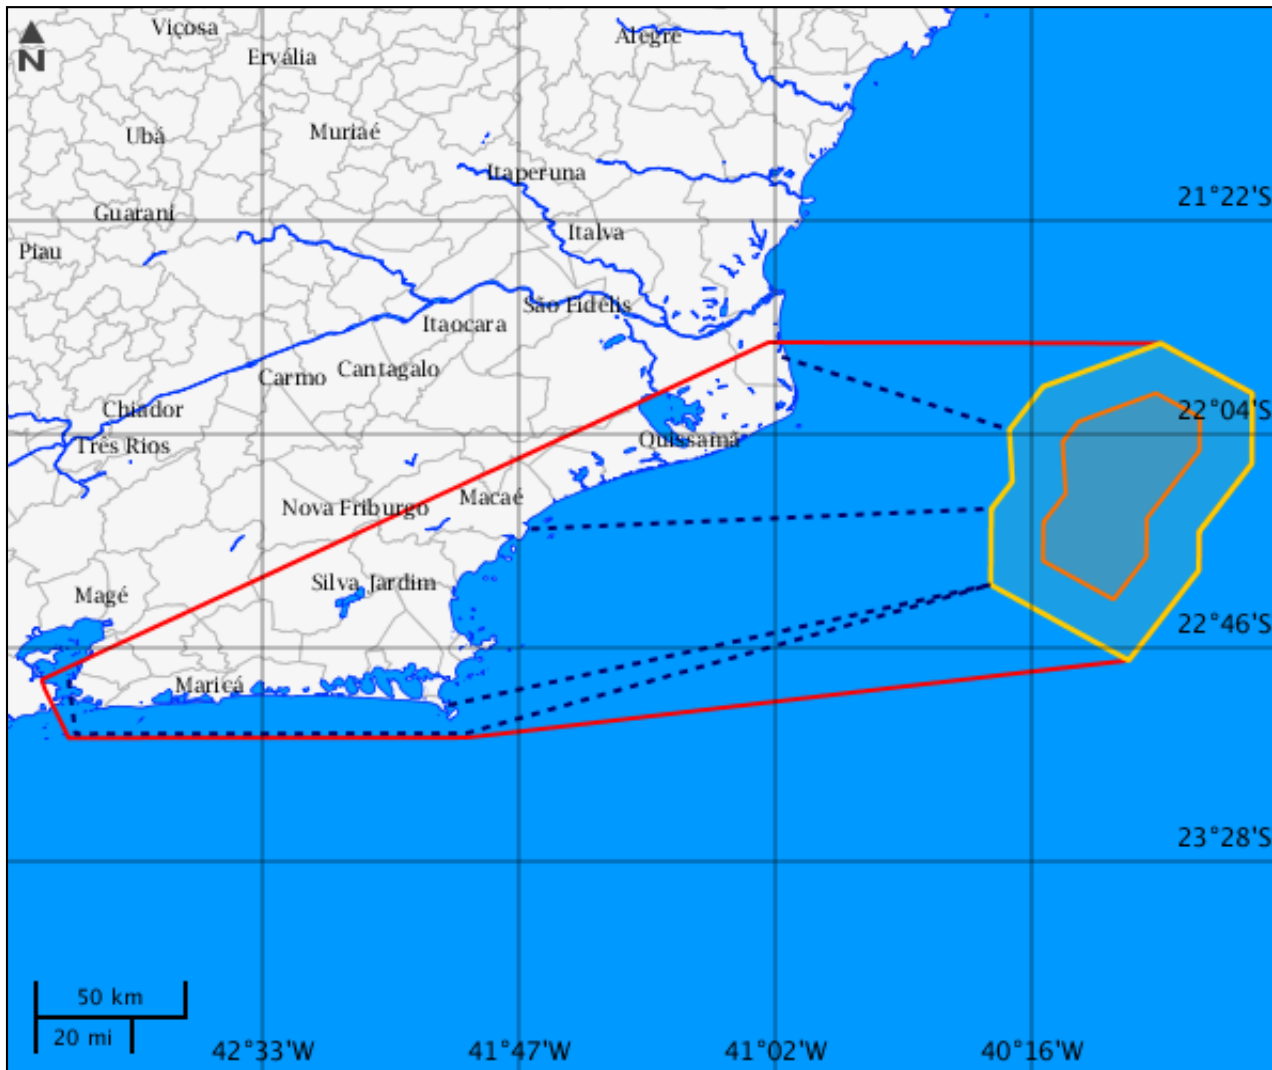 Viçosa
Alegre
N
Ervália
Ubá
Muriaé
Itaperuna
21°22'S
Guarani
Italva
Piau
São Fidélis
Itaocara
Cantagalo
Carmo
Chiador
22°04'S
Três Rios
Quissamã
Macaé
Nova Friburgo
Silva Jardim
Magé
22°46'S
Maricá
23°28'S
50 km
20 mi
42°33'W
41°47'W
41°02'W
40°16'W